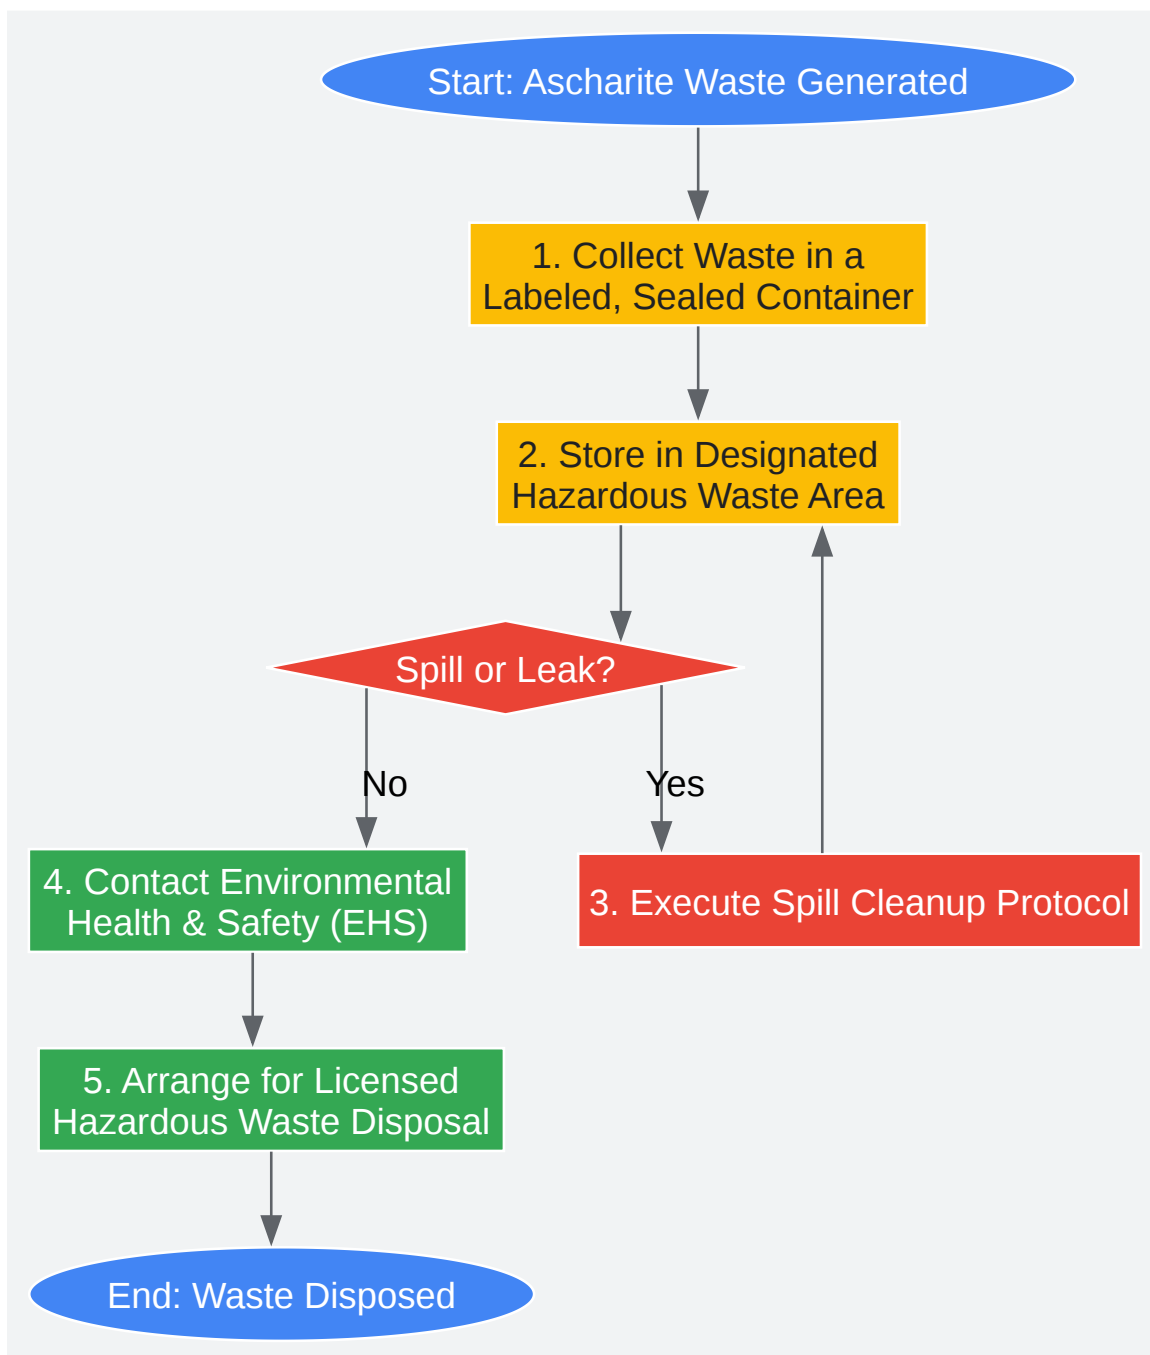 Start: Ascharite Waste Generated
1. Collect Waste in a
Labeled, Sealed Container
2. Store in Designated
Hazardous Waste Area
Spill or Leak?
No
Yes
4. Contact Environmental
Health & Safety (EHS)
3. Execute Spill Cleanup Protocol
5. Arrange for Licensed
Hazardous Waste Disposal
End: Waste Disposed